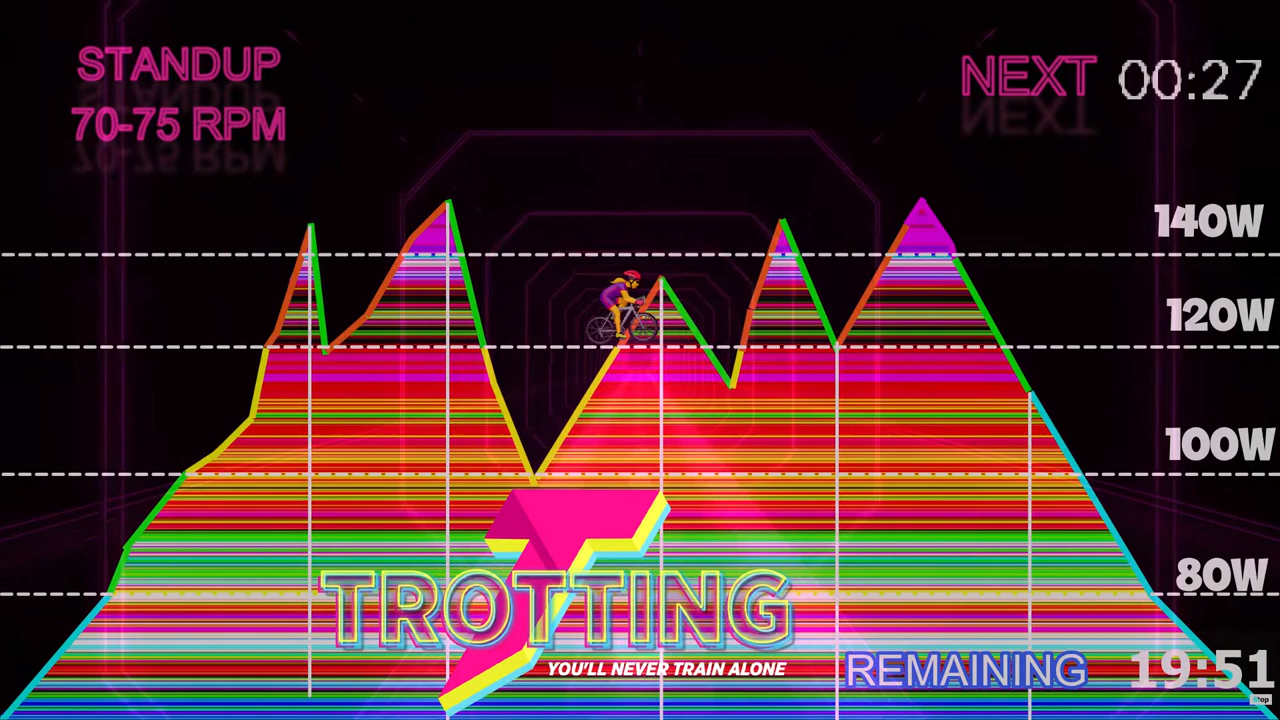 STANDUP
70-75 RPM
NEXT 00:27
140W
120W
100W
80W
TROTTING
YOU'LL NEVER TRAIN ALONE
REMAINING 19:51
Stop